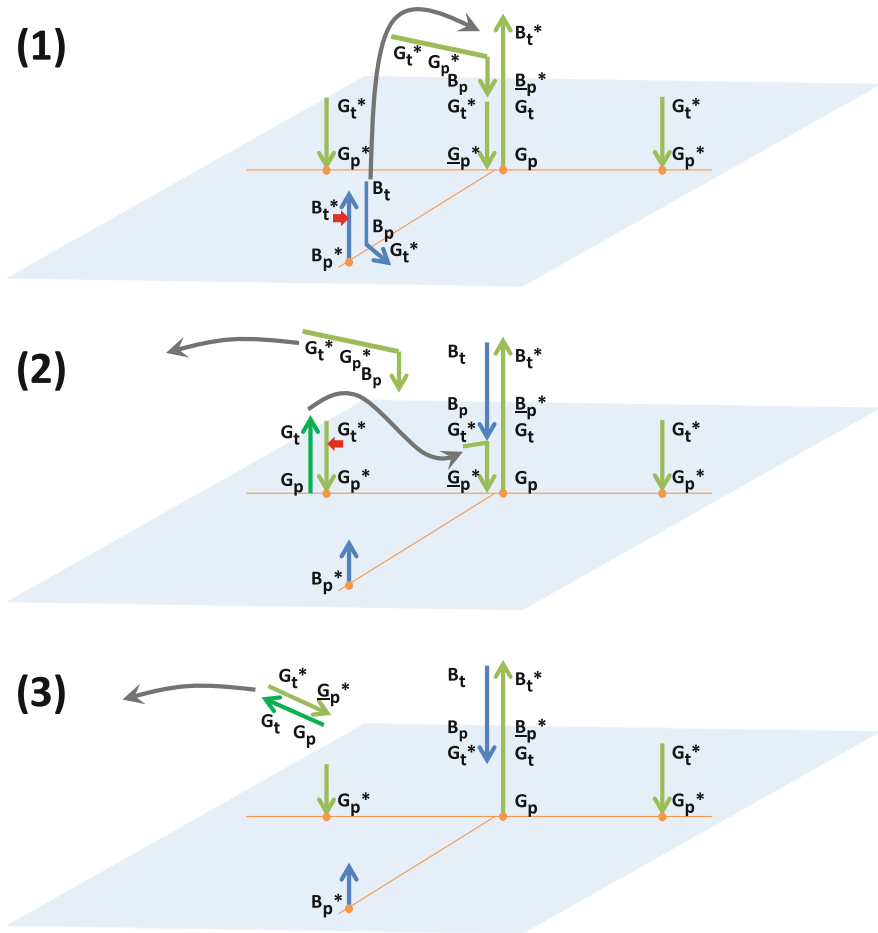 (1)
Bt*
Gt* Gp*
Bp Bp*
Gt* Gt* Gt Gt*
Gp* Gp* Gp Gp*
Bt
Bt*
Bp
Gt*
Bp*
(2)
Gt* Gp* Bt Bt*
Bp
Bp Bp*
Gt Gt* Gt* Gt Gt*
Gp Gp* Gp* Gp Gp*
Bp*
(3)
Gt* Gp* Bt Bt*
Gt Gp Bp Bp*
Gt* Gt Gt*
Gp* Gp Gp*
Bp*